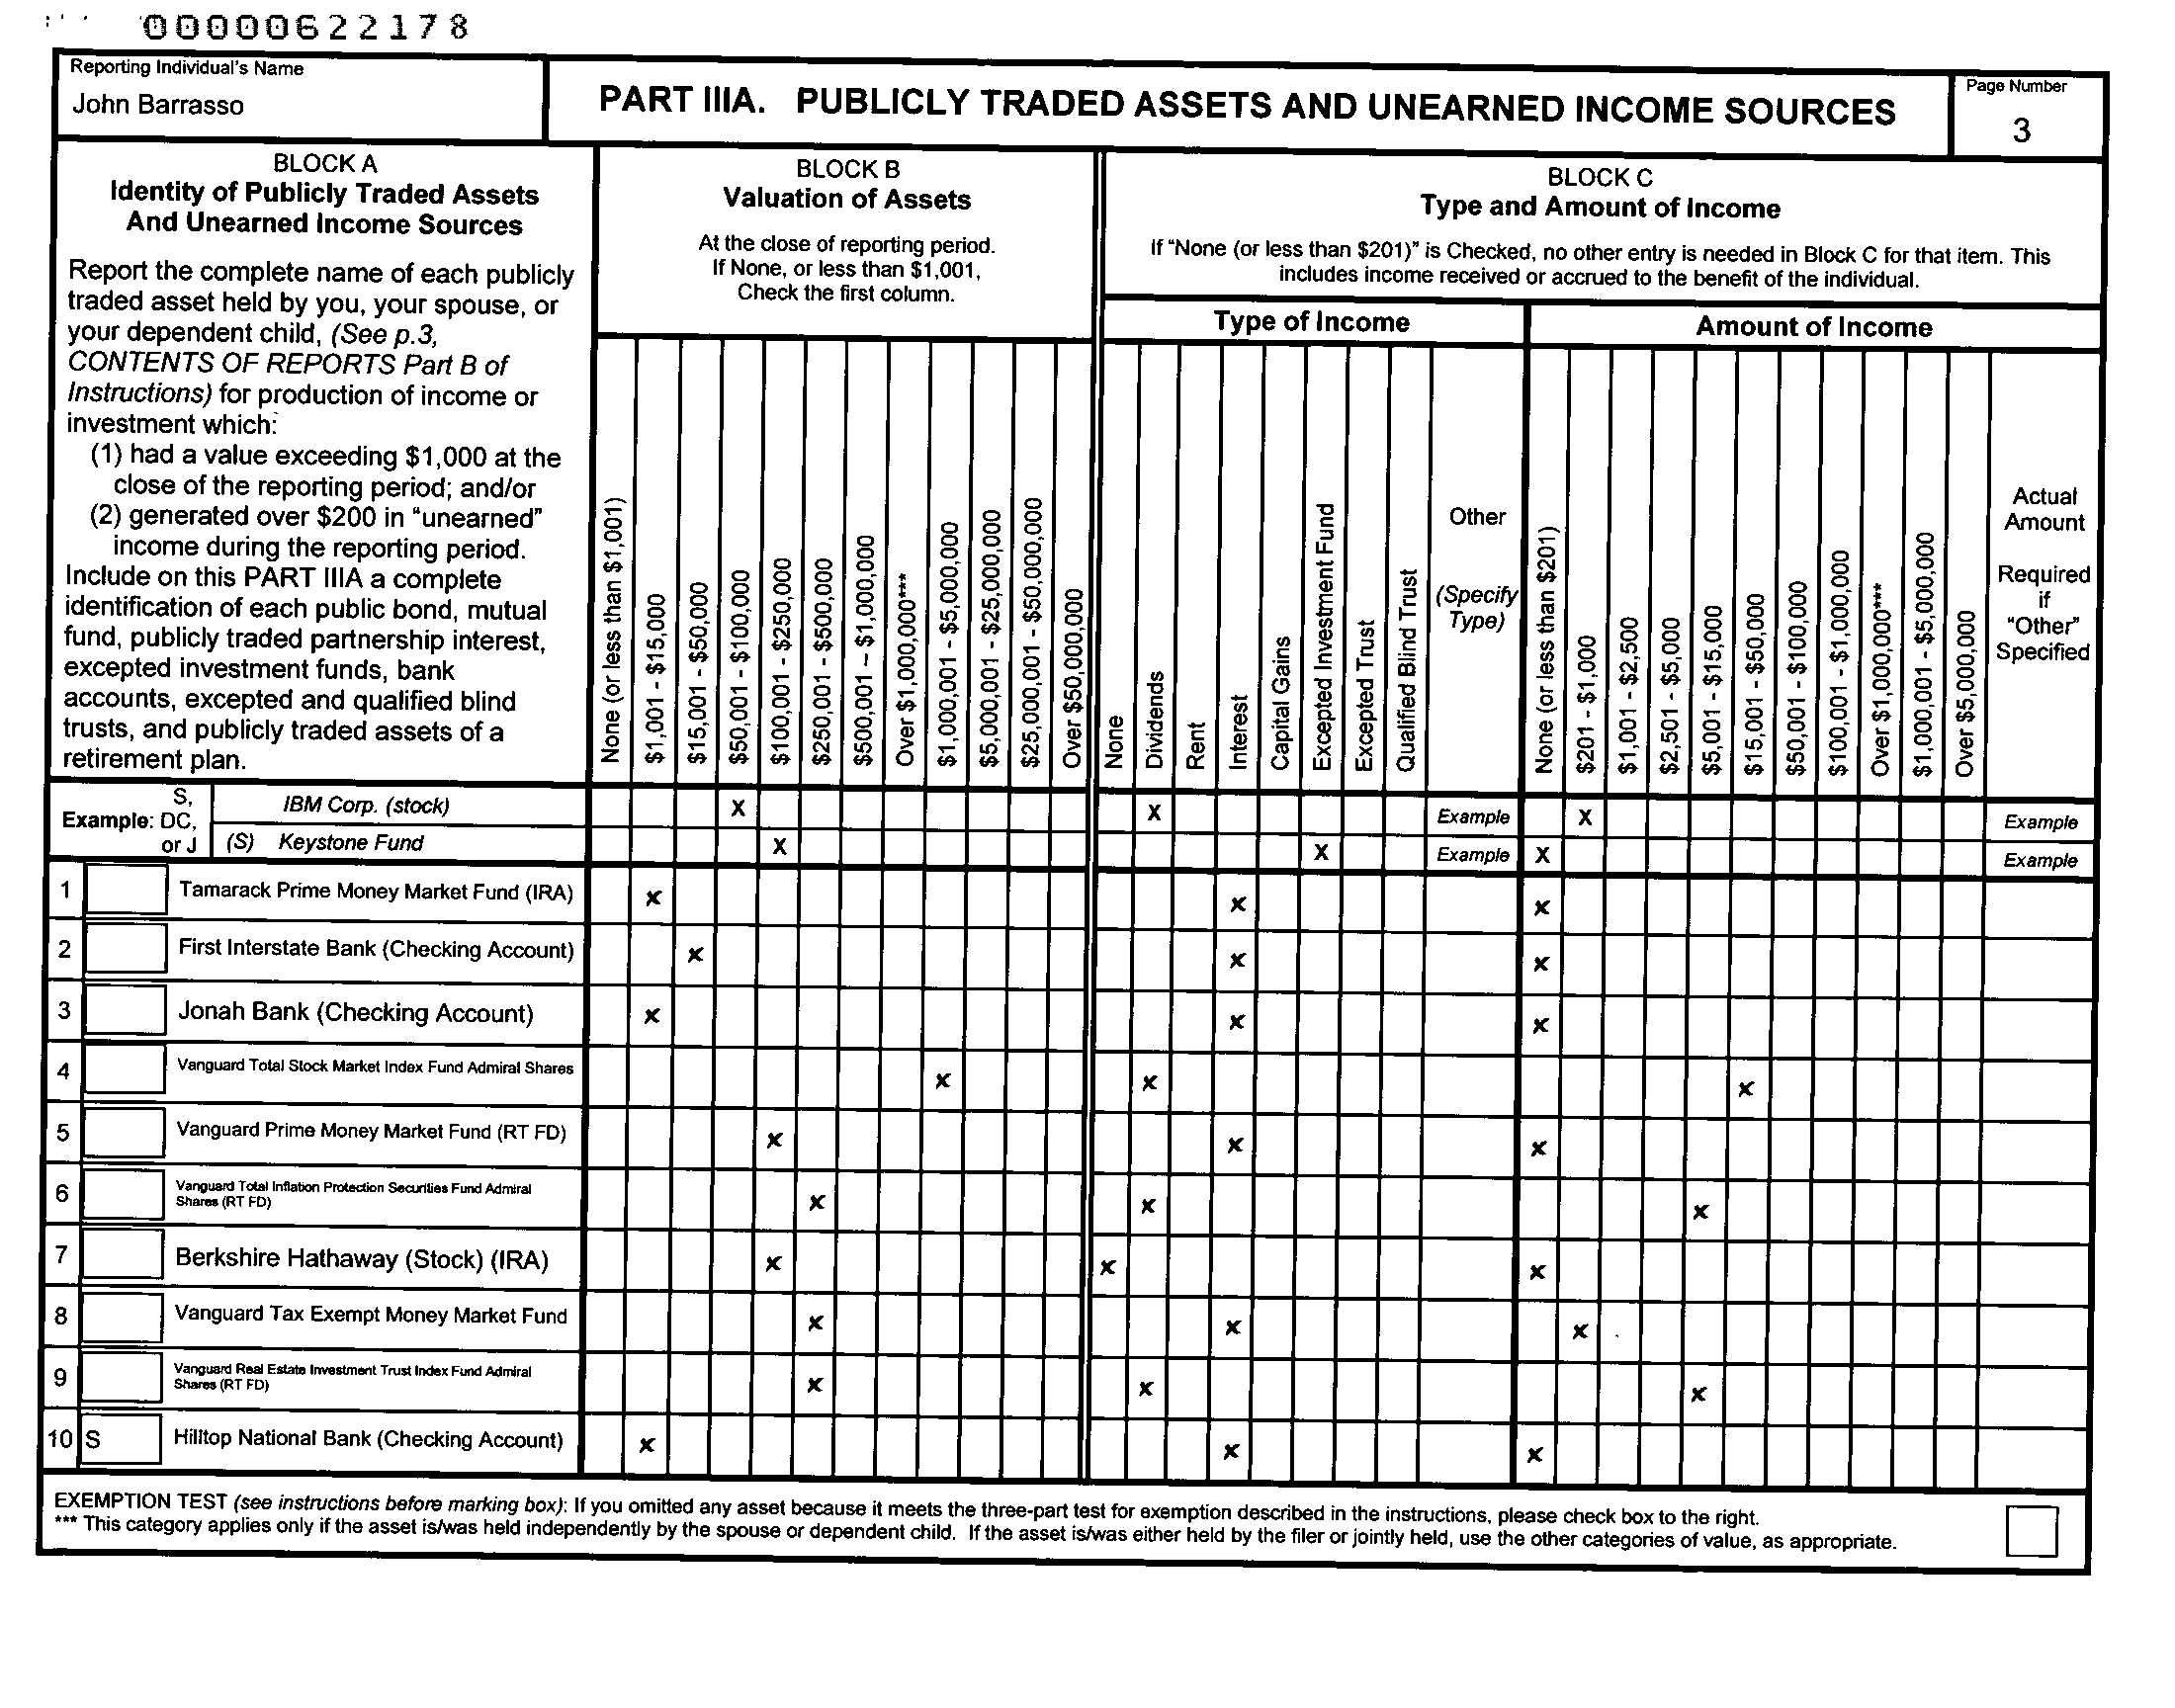 00000622178
Reporting Individual's Name
John Barrasso
PART IIIA. PUBLICLY TRADED ASSETS AND UNEARNED INCOME SOURCES
Page Number
3
BLOCK A
Identity of Publicly Traded Assets
And Unearned Income Sources
Report the complete name of each publicly
traded asset held by you, your spouse, or
your dependent child, (See p.3,
CONTENTS OF REPORTS Part B of
Instructions) for production of income or
investment which:
(1) had a value exceeding $1,000 at the
close of the reporting period; and/or
(2) generated over $200 in "unearned"
income during the reporting period.
Include on this PART IIIA a complete
identification of each public bond, mutual
fund, publicly traded partnership interest,
excepted investment funds, bank
accounts, excepted and qualified blind
trusts, and publicly traded assets of a
retirement plan.
BLOCK B
Valuation of Assets
At the close of reporting period.
If None, or less than $1,001,
Check the first column.
None (or less than $1,001)
$1,001 - $15,000
$15,001 - $50,000
$50,001 - $100,000
$100,001 - $250,000
$250,001 - $500,000
$500,001 – $1,000,000
Over $1,000,000***
$1,000,001 - $5,000,000
$5,000,001 - $25,000,000
$25,000,001 - $50,000,000
Over $50,000,000
BLOCK C
Type and Amount of Income
If "None (or less than $201)" is Checked, no other entry is needed in Block C for that item. This
includes income received or accrued to the benefit of the individual.
Type of Income
None
Dividends
Rent
Interest
Capital Gains
Excepted Investment Fund
Excepted Trust
Qualified Blind Trust
Other
(Specify
Type)
Amount of Income
None (or less than $201)
$201 - $1,000
$1,001 - $2,500
$2,501 - $5,000
$5,001 - $15,000
$15,001 - $50,000
$50,001 - $100,000
$100,001 - $1,000,000
Over $1,000,000***
$1,000,001 - $5,000,000
Over $5,000,000
Actual
Amount
Required
if
"Other"
Specified
Example: S, DC, or J
IBM Corp. (stock) X X Example X Example
(S) Keystone Fund X X Example X Example
1 Tamarack Prime Money Market Fund (IRA) x x x
2 First Interstate Bank (Checking Account) x x x
3 Jonah Bank (Checking Account) x x x
4 Vanguard Total Stock Market Index Fund Admiral Shares x x x
5 Vanguard Prime Money Market Fund (RT FD) x x x
6 Vanguard Total Inflation Protection Securities Fund Admiral
Shares (RT FD) x x x
7 Berkshire Hathaway (Stock) (IRA) x x x
8 Vanguard Tax Exempt Money Market Fund x x x
9 Vanguard Real Estate Investment Trust Index Fund Admiral
Shares (RT FD) x x x
10 S Hilltop National Bank (Checking Account) x x x
EXEMPTION TEST (see instructions before marking box): If you omitted any asset because it meets the three-part test for exemption described in the instructions, please check box to the right.
*** This category applies only if the asset is/was held independently by the spouse or dependent child. If the asset is/was either held by the filer or jointly held, use the other categories of value, as appropriate.